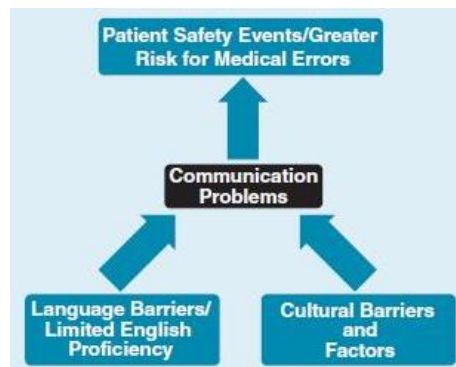 Patient Safety Events/Greater
Risk for Medical Errors
Communication
Problems
Language Barriers/
Limited English
Proficiency
Cultural Barriers
and
Factors